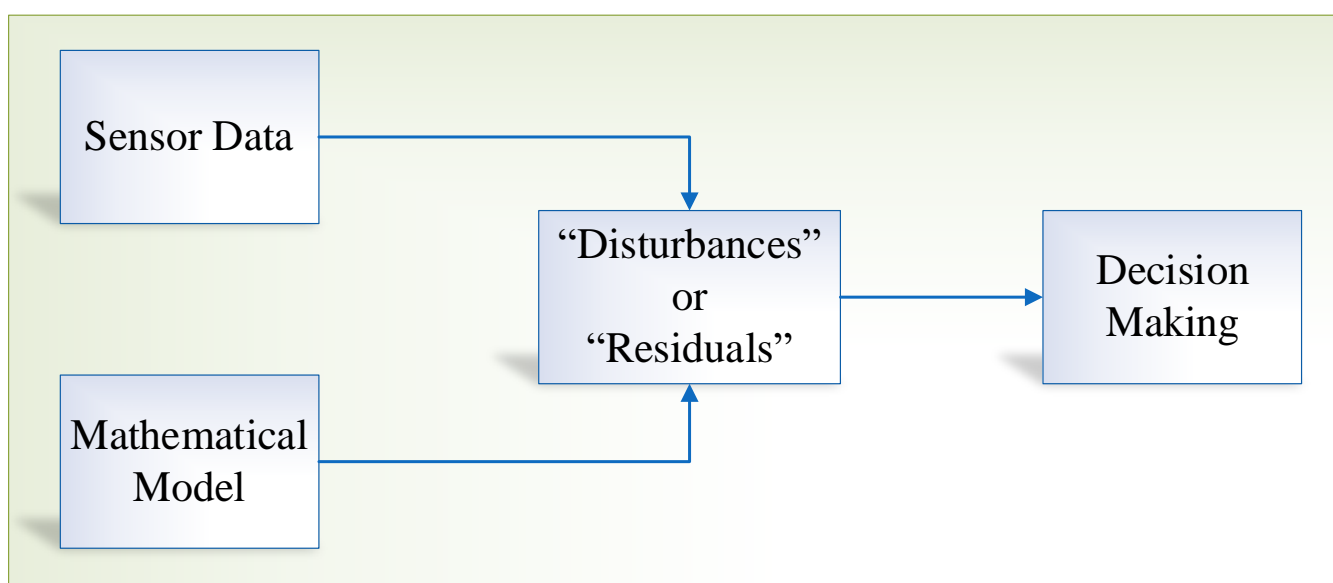 Sensor Data
“Disturbances”
or
“Residuals”
Decision
Making
Mathematical
Model